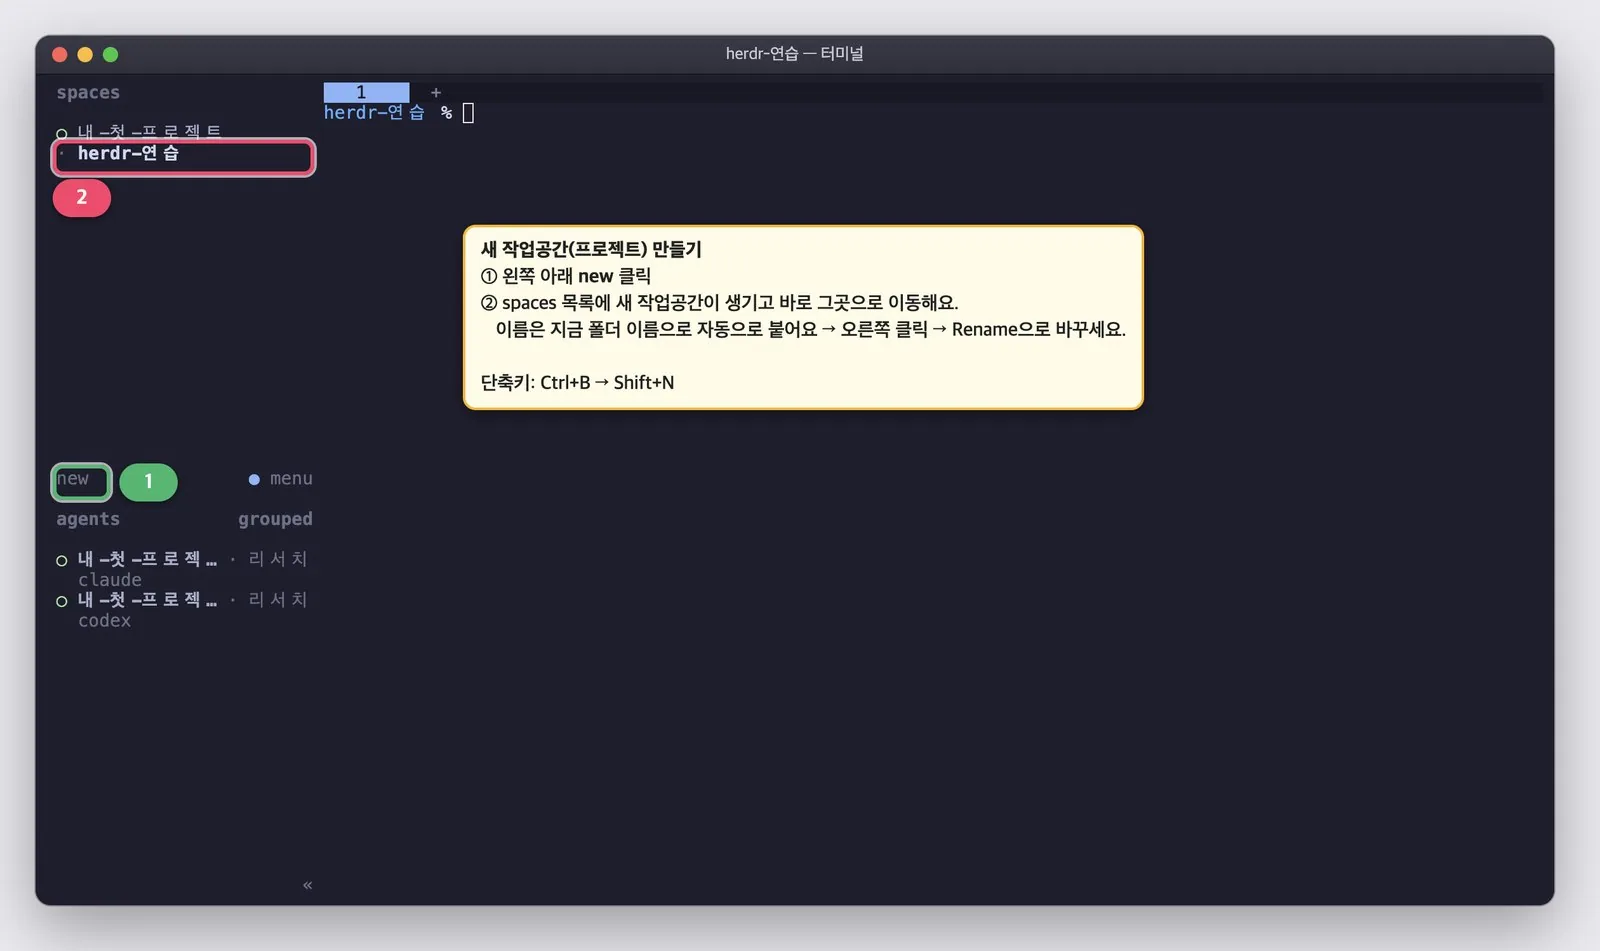 herdr-연습 — 터미널
spaces
1 +
herdr-연습 %
내-첫-프로젝트
· herdr-연습
2
새 작업공간(프로젝트) 만들기
① 왼쪽 아래 new 클릭
② spaces 목록에 새 작업공간이 생기고 바로 그곳으로 이동해요.
이름은 지금 폴더 이름으로 자동으로 붙어요 → 오른쪽 클릭 → Rename으로 바꾸세요.
단축키: Ctrl+B → Shift+N
new 1 menu
agents grouped
내-첫-프로젝… · 리서치
claude
내-첫-프로젝… · 리서치
codex
«